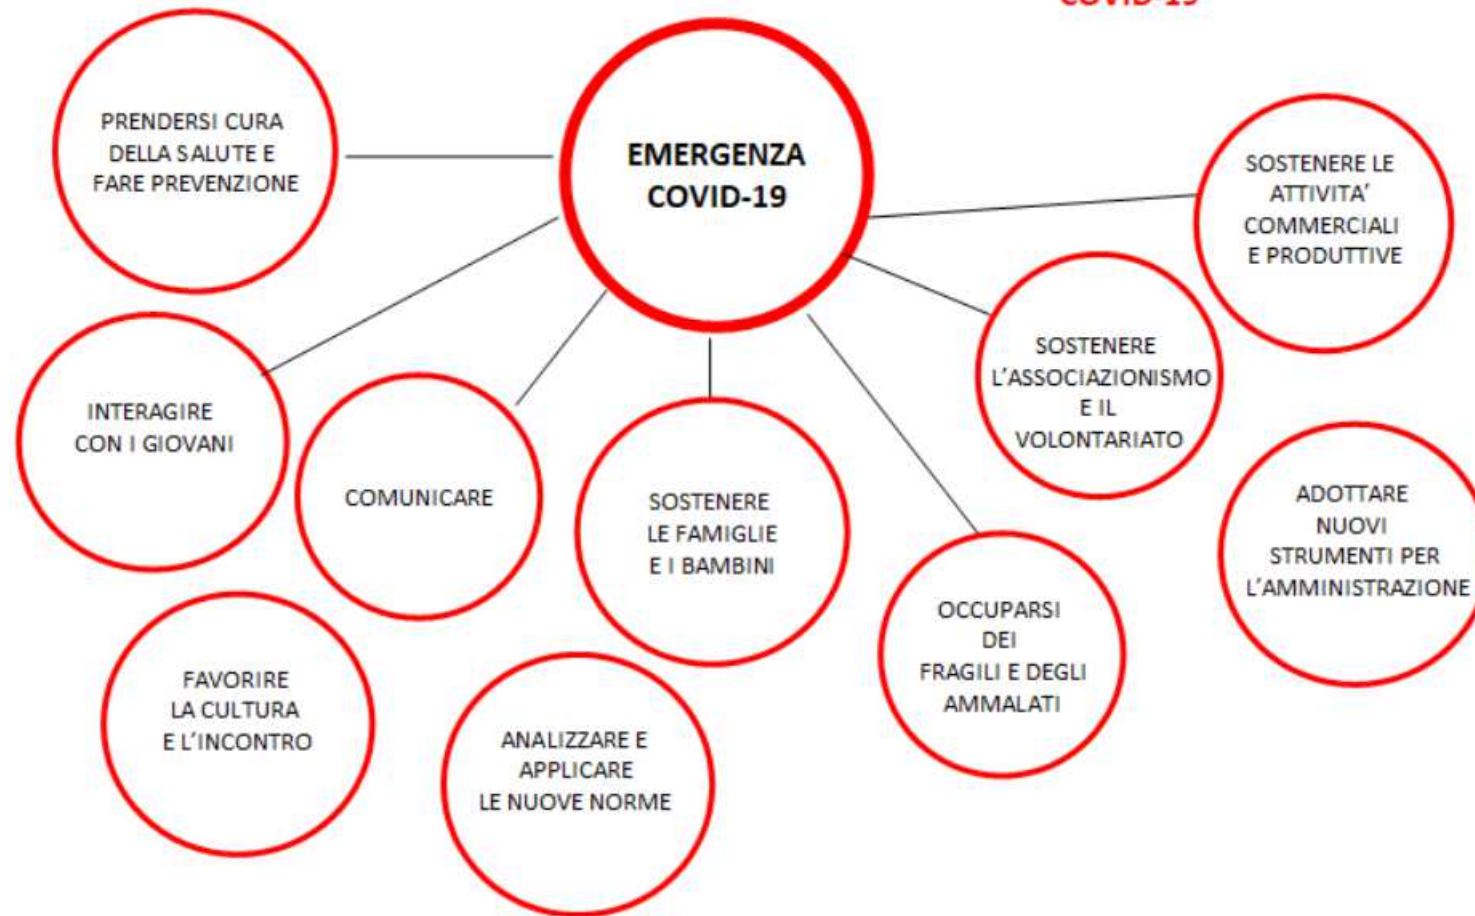 COVID-19
PRENDERSI CURA
DELLA SALUTE E
FARE PREVENZIONE
EMERGENZA
COVID-19
SOSTENERE LE
ATTIVITA’
COMMERCIALI
E PRODUTTIVE
SOSTENERE
L’ASSOCIAZIONISMO
E IL
VOLONTARIATO
INTERAGIRE
CON I GIOVANI
COMUNICARE
SOSTENERE
LE FAMIGLIE
E I BAMBINI
ADOTTARE
NUOVI
STRUMENTI PER
L’AMMINISTRAZIONE
OCCUPARSI
DEI
FRAGILI E DEGLI
AMMALATI
FAVORIRE
LA CULTURA
E L’INCONTRO
ANALIZZARE E
APPLICARE
LE NUOVE NORME